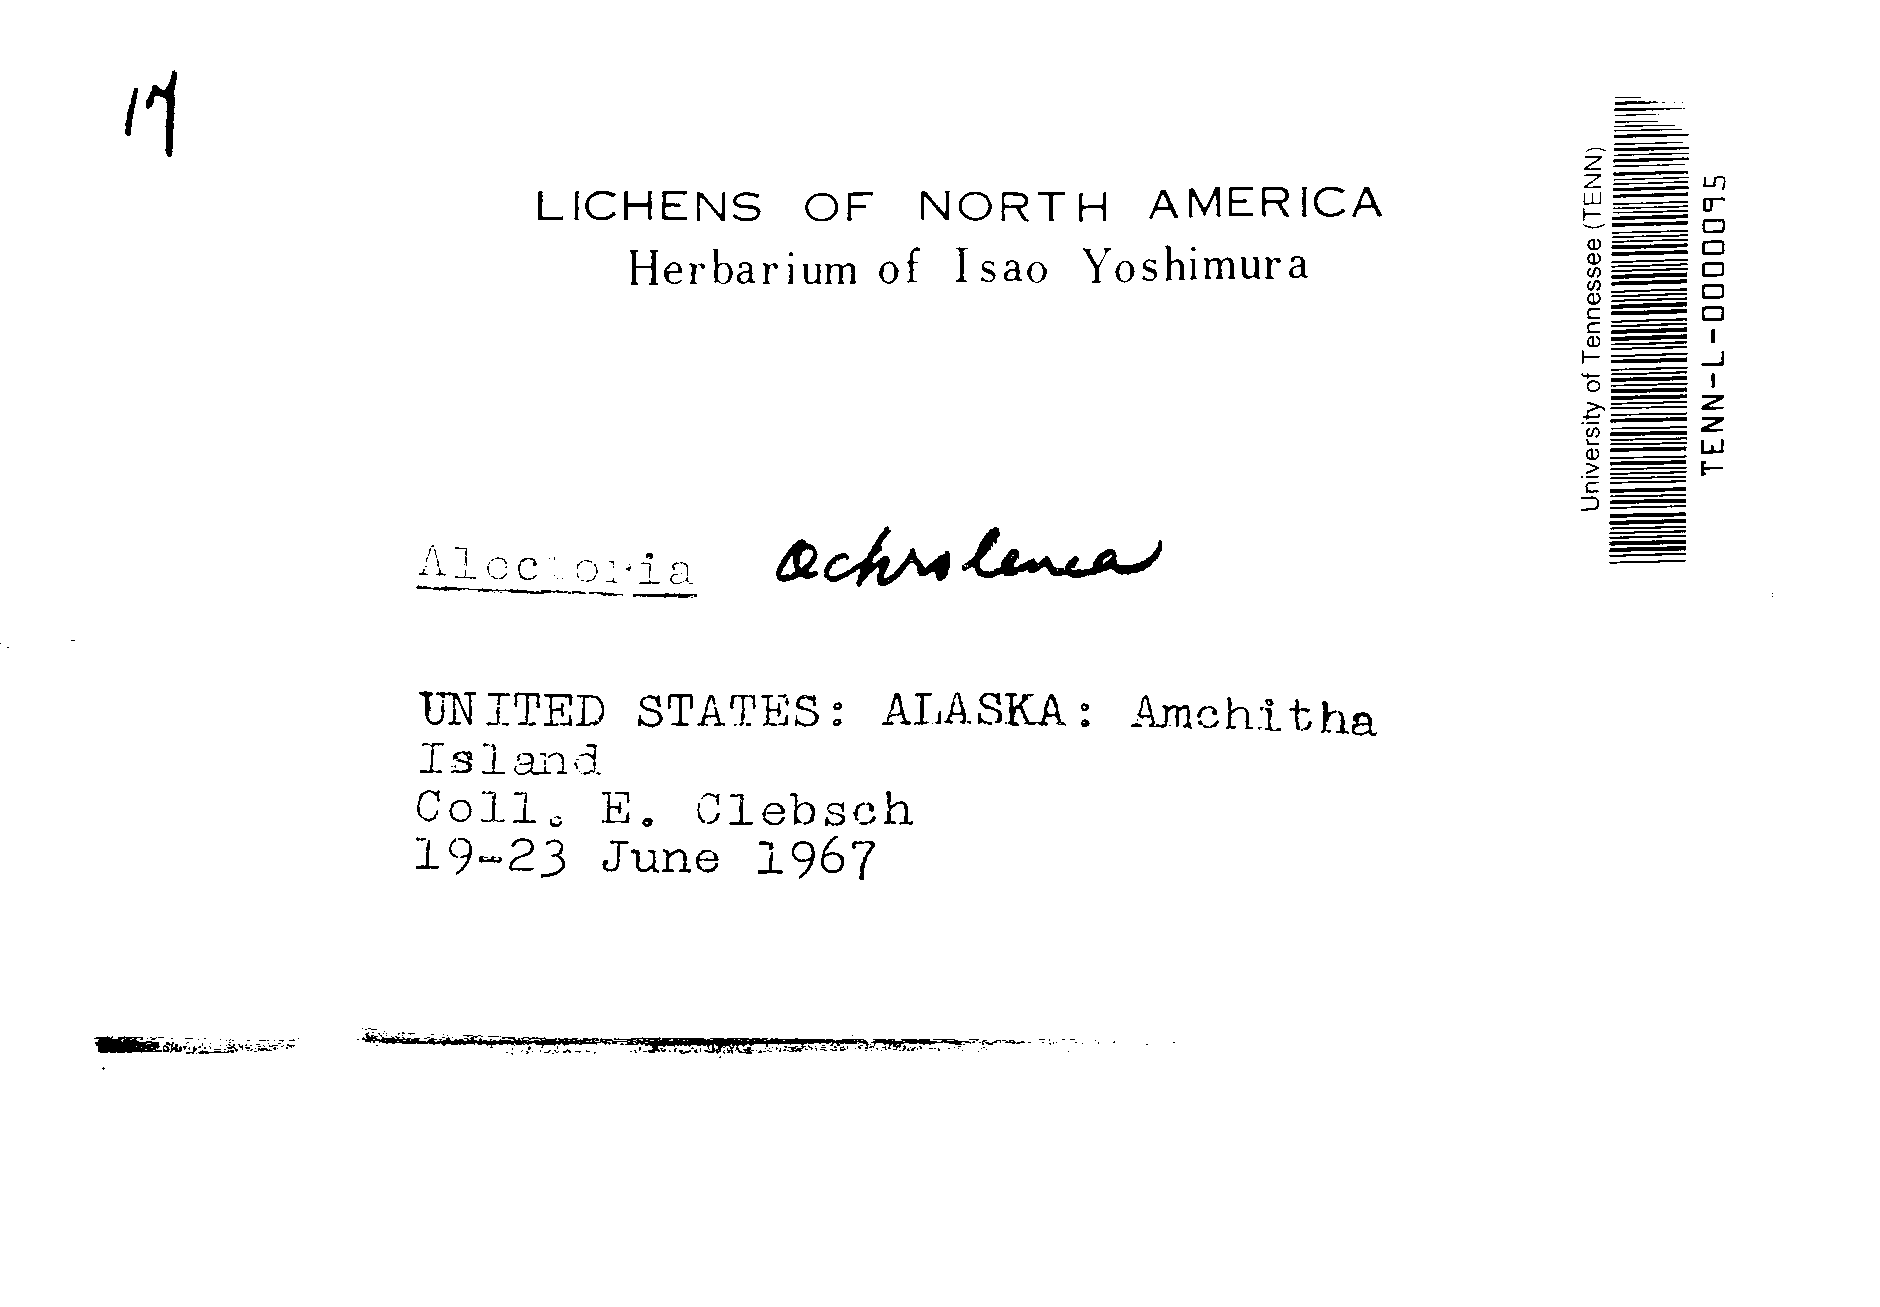 17
LICHENS OF NORTH AMERICA
Herbarium of Isao Yoshimura
University of Tennessee (TENN)
TENN-L-0000095
Alectoria ochroleuca
UNITED STATES: ALASKA: Amchitha
Island
Coll. E. Clebsch
19-23 June 1967